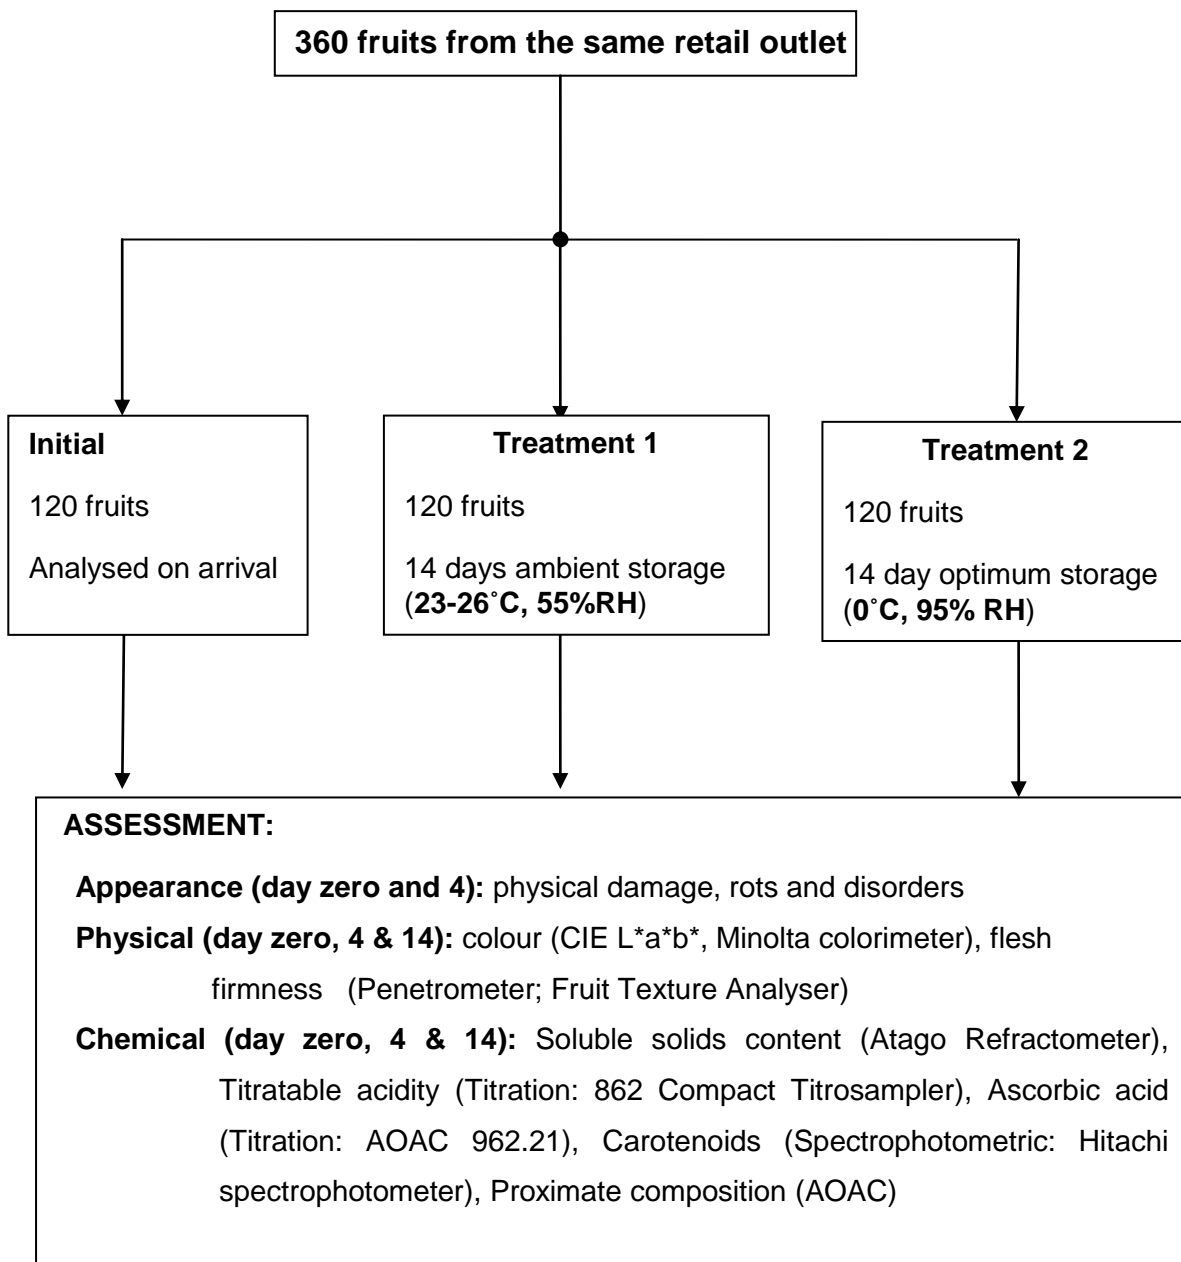 360 fruits from the same retail outlet
Initial
120 fruits
Analysed on arrival
Treatment 1
120 fruits
14 days ambient storage
(23-26˚C, 55%RH)
Treatment 2
120 fruits
14 day optimum storage
(0˚C, 95% RH)
ASSESSMENT:
Appearance (day zero and 4): physical damage, rots and disorders
Physical (day zero, 4 & 14): colour (CIE L*a*b*, Minolta colorimeter), flesh
firmness (Penetrometer; Fruit Texture Analyser)
Chemical (day zero, 4 & 14): Soluble solids content (Atago Refractometer),
Titratable acidity (Titration: 862 Compact Titrosampler), Ascorbic acid
(Titration: AOAC 962.21), Carotenoids (Spectrophotometric: Hitachi
spectrophotometer), Proximate composition (AOAC)